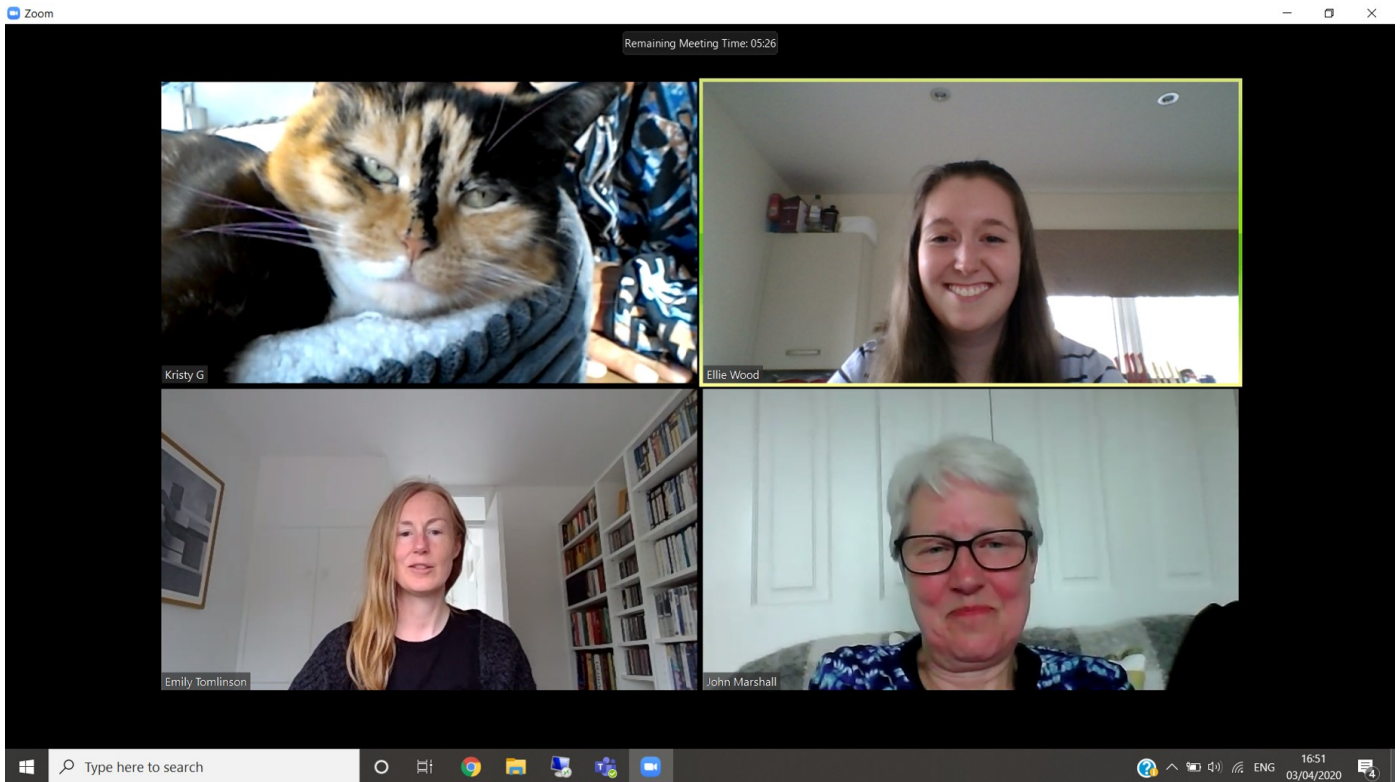 Zoom
Remaining Meeting Time: 05:26
Kristy G
Ellie Wood
Emily Tomlinson
John Marshall
Type here to search
ENG
16:51
03/04/2020
4